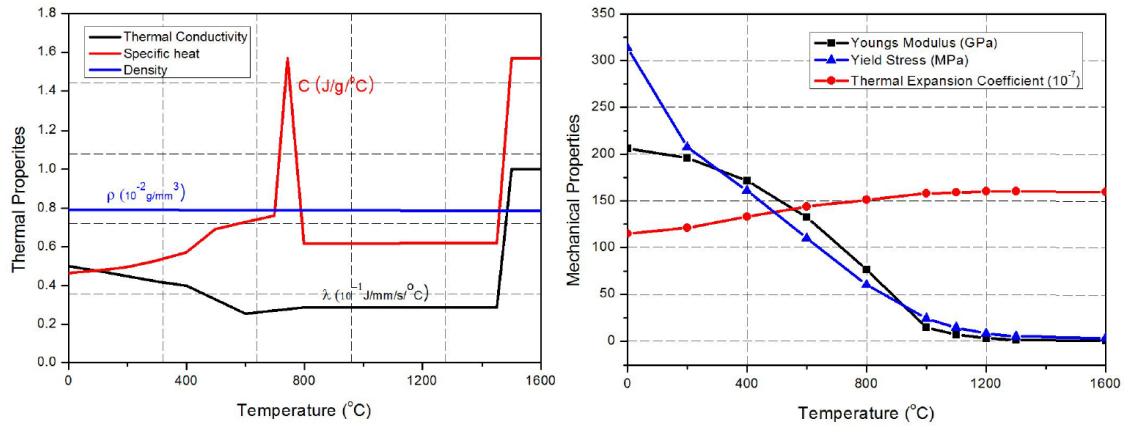 1.8
1.6
1.4
1.2
1.0
0.8
0.6
0.4
0.2
0.0
Thermal Properites
Thermal Conductivity
Specific heat
Density
C (J/g/°C)
ρ (10⁻²g/mm³)
λ (10⁻¹J/mm/s/°C)
0 400 800 1200 1600
Temperature (°C)
350
300
250
200
150
100
50
0
Mechanical Properties
Youngs Modulus (GPa)
Yield Stress (MPa)
Thermal Expansion Coefficient (10⁻⁷)
0 400 800 1200 1600
Temperature (°C)